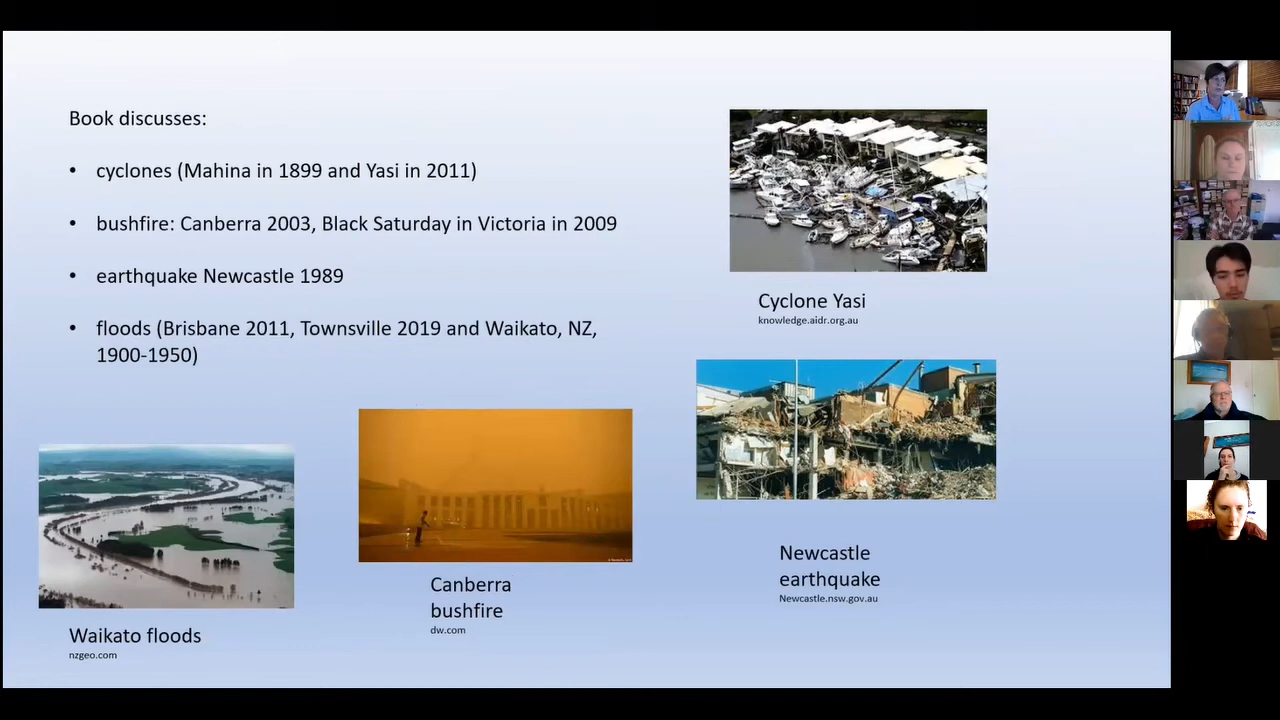 Book discusses:
• cyclones (Mahina in 1899 and Yasi in 2011)
• bushfire: Canberra 2003, Black Saturday in Victoria in 2009
• earthquake Newcastle 1989
• floods (Brisbane 2011, Townsville 2019 and Waikato, NZ,
1900-1950)
Cyclone Yasi
knowledge.aidr.org.au
Newcastle
earthquake
Newcastle.nsw.gov.au
Canberra
bushfire
dw.com
Waikato floods
nzgeo.com